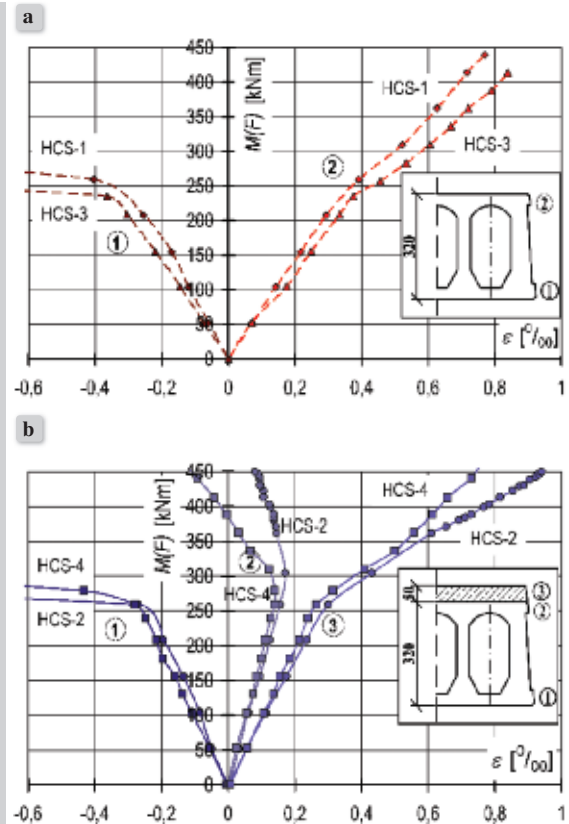 a
M(F) [kNm]
450
400
350
300
250
200
150
100
50
0
HCS-1
HCS-3
HCS-1
HCS-3
①
②
320
②
①
ε [⁰/₀₀]
-0,6 -0,4 -0,2 0 0,2 0,4 0,6 0,8 1
b
M(F) [kNm]
450
400
350
300
250
200
150
100
50
0
HCS-4
HCS-2
HCS-2
HCS-4
HCS-4
HCS-2
①
②
③
50
320
③
②
①
ε [⁰/₀₀]
-0,6 -0,4 -0,2 0 0,2 0,4 0,6 0,8 1